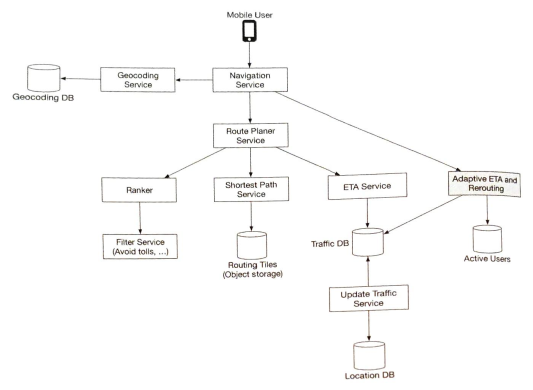 Mobile User
Geocoding
Service
Navigation
Service
Geocoding DB
Route Planer
Service
Ranker
Shortest Path
Service
ETA Service
Adaptive ETA and
Rerouting
Filter Service
(Avoid tolls, ...)
Traffic DB
Routing Tiles
(Object storage)
Active Users
Update Traffic
Service
Location DB